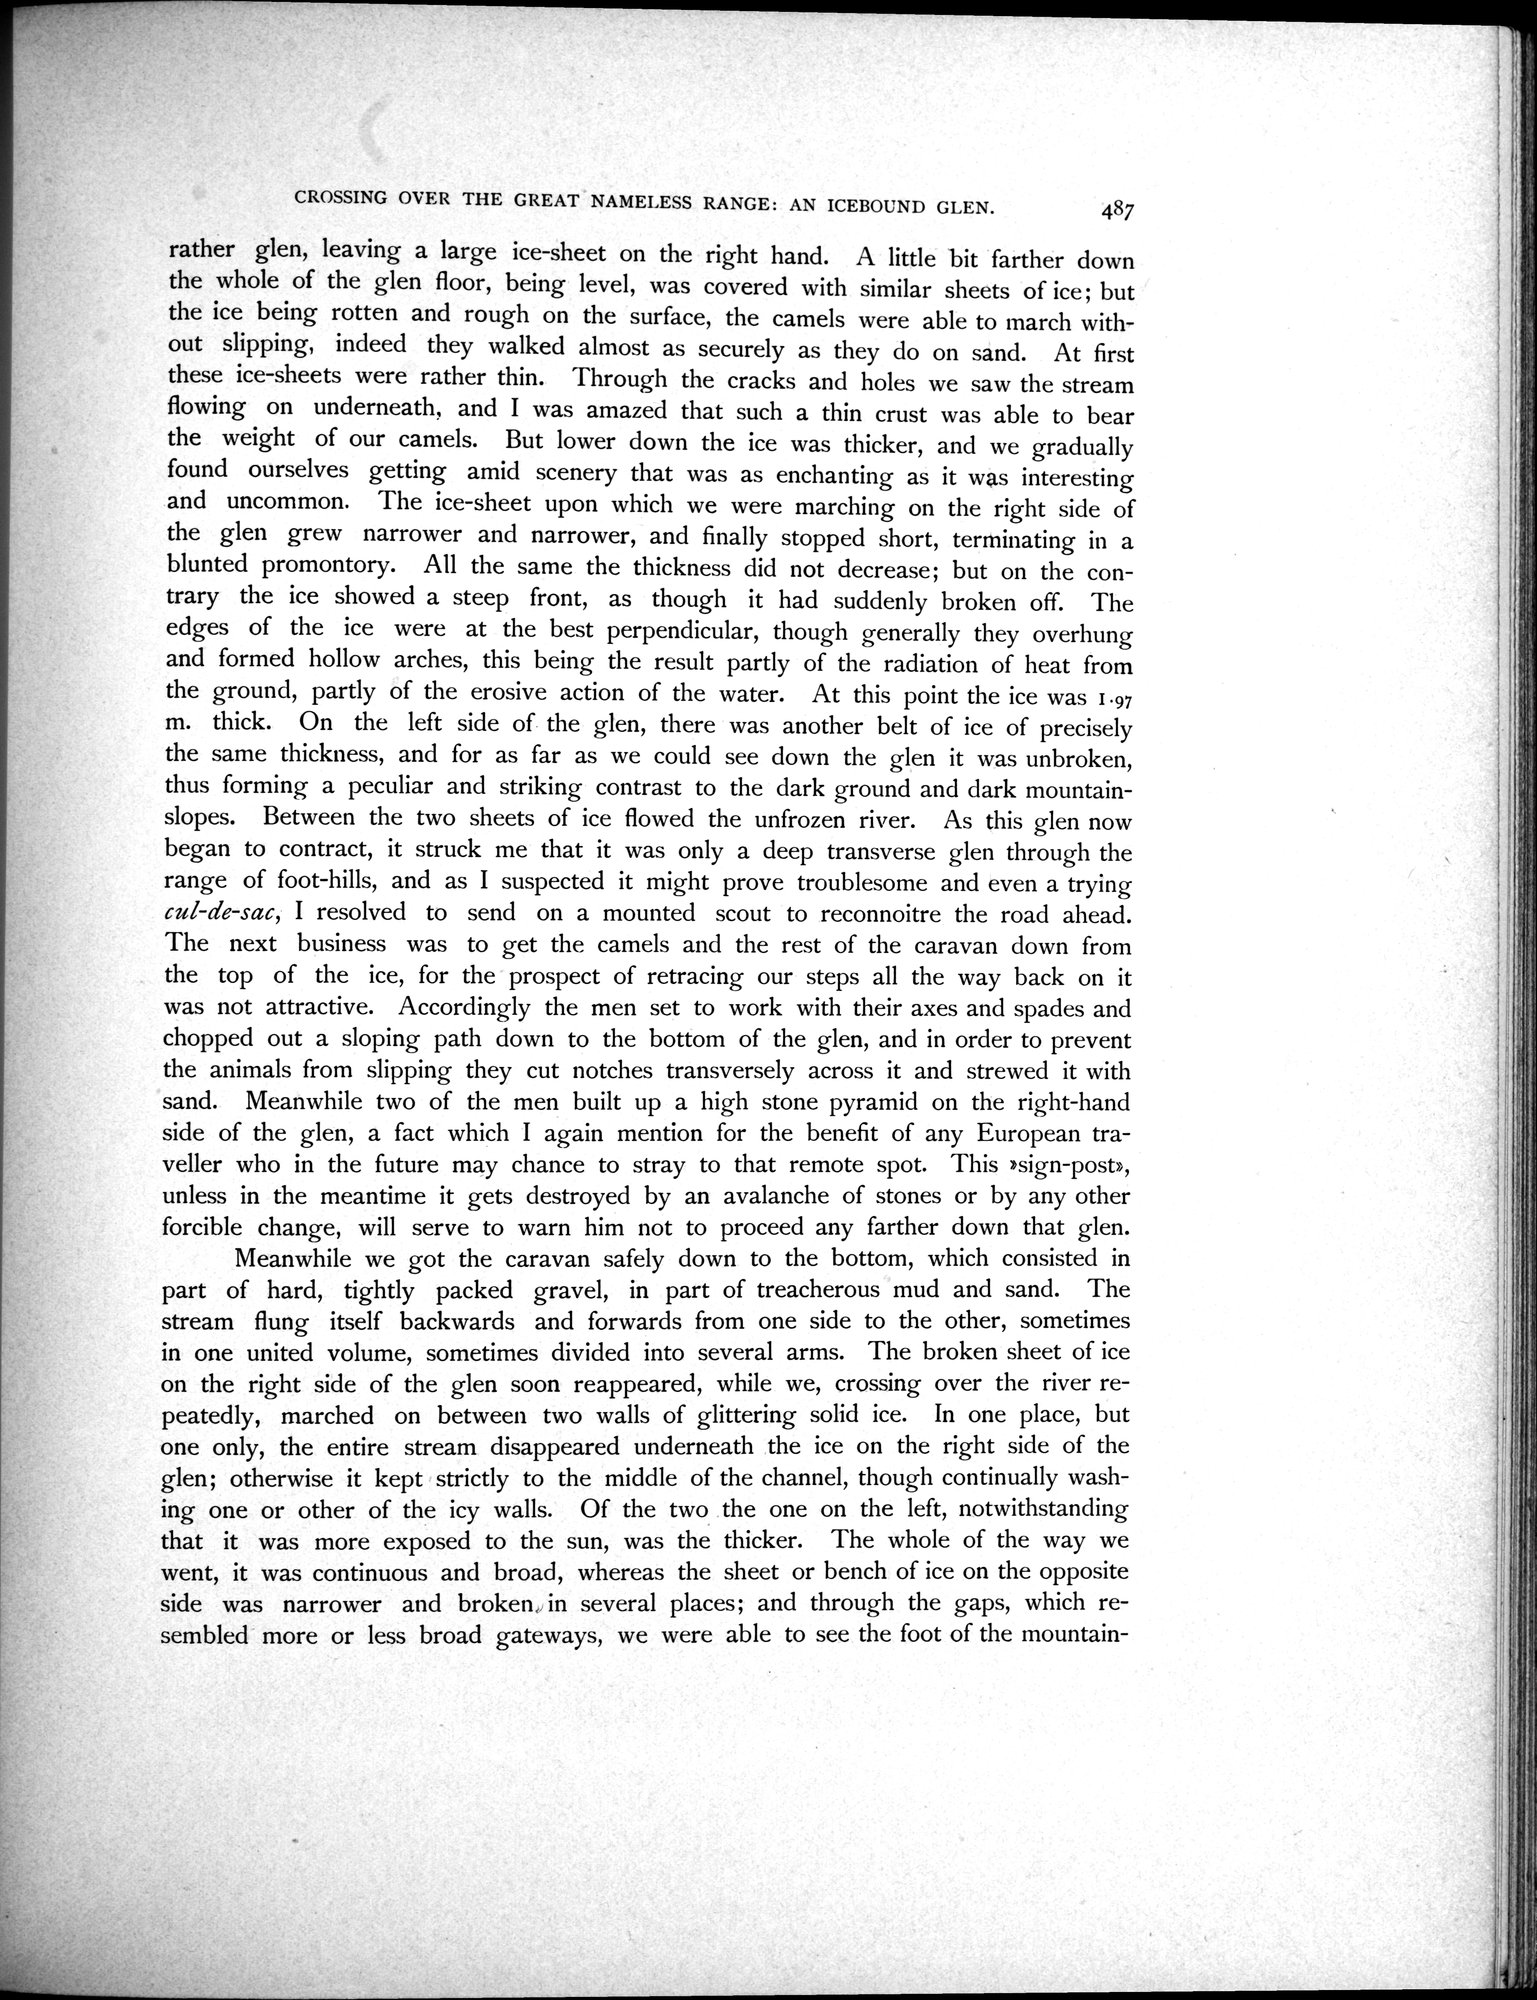 CROSSING OVER THE GREAT NAMELESS RANGE: AN ICEBOUND GLEN. 487
rather glen, leaving a large ice-sheet on the right hand. A little bit farther down
the whole of the glen floor, being level, was covered with similar sheets of ice; but
the ice being rotten and rough on the surface, the camels were able to march with-
out slipping, indeed they walked almost as securely as they do on sand. At first
these ice-sheets were rather thin. Through the cracks and holes we saw the stream
flowing on underneath, and I was amazed that such a thin crust was able to bear
the weight of our camels. But lower down the ice was thicker, and we gradually
found ourselves getting amid scenery that was as enchanting as it was interesting
and uncommon. The ice-sheet upon which we were marching on the right side of
the glen grew narrower and narrower, and finally stopped short, terminating in a
blunted promontory. All the same the thickness did not decrease; but on the con-
trary the ice showed a steep front, as though it had suddenly broken off. The
edges of the ice were at the best perpendicular, though generally they overhung
and formed hollow arches, this being the result partly of the radiation of heat from
the ground, partly of the erosive action of the water. At this point the ice was 1·97
m. thick. On the left side of the glen, there was another belt of ice of precisely
the same thickness, and for as far as we could see down the glen it was unbroken,
thus forming a peculiar and striking contrast to the dark ground and dark mountain-
slopes. Between the two sheets of ice flowed the unfrozen river. As this glen now
began to contract, it struck me that it was only a deep transverse glen through the
range of foot-hills, and as I suspected it might prove troublesome and even a trying
cul-de-sac, I resolved to send on a mounted scout to reconnoitre the road ahead.
The next business was to get the camels and the rest of the caravan down from
the top of the ice, for the prospect of retracing our steps all the way back on it
was not attractive. Accordingly the men set to work with their axes and spades and
chopped out a sloping path down to the bottom of the glen, and in order to prevent
the animals from slipping they cut notches transversely across it and strewed it with
sand. Meanwhile two of the men built up a high stone pyramid on the right-hand
side of the glen, a fact which I again mention for the benefit of any European tra-
veller who in the future may chance to stray to that remote spot. This »sign-post»,
unless in the meantime it gets destroyed by an avalanche of stones or by any other
forcible change, will serve to warn him not to proceed any farther down that glen.
Meanwhile we got the caravan safely down to the bottom, which consisted in
part of hard, tightly packed gravel, in part of treacherous mud and sand. The
stream flung itself backwards and forwards from one side to the other, sometimes
in one united volume, sometimes divided into several arms. The broken sheet of ice
on the right side of the glen soon reappeared, while we, crossing over the river re-
peatedly, marched on between two walls of glittering solid ice. In one place, but
one only, the entire stream disappeared underneath the ice on the right side of the
glen; otherwise it kept strictly to the middle of the channel, though continually wash-
ing one or other of the icy walls. Of the two the one on the left, notwithstanding
that it was more exposed to the sun, was the thicker. The whole of the way we
went, it was continuous and broad, whereas the sheet or bench of ice on the opposite
side was narrower and broken in several places; and through the gaps, which re-
sembled more or less broad gateways, we were able to see the foot of the mountain-